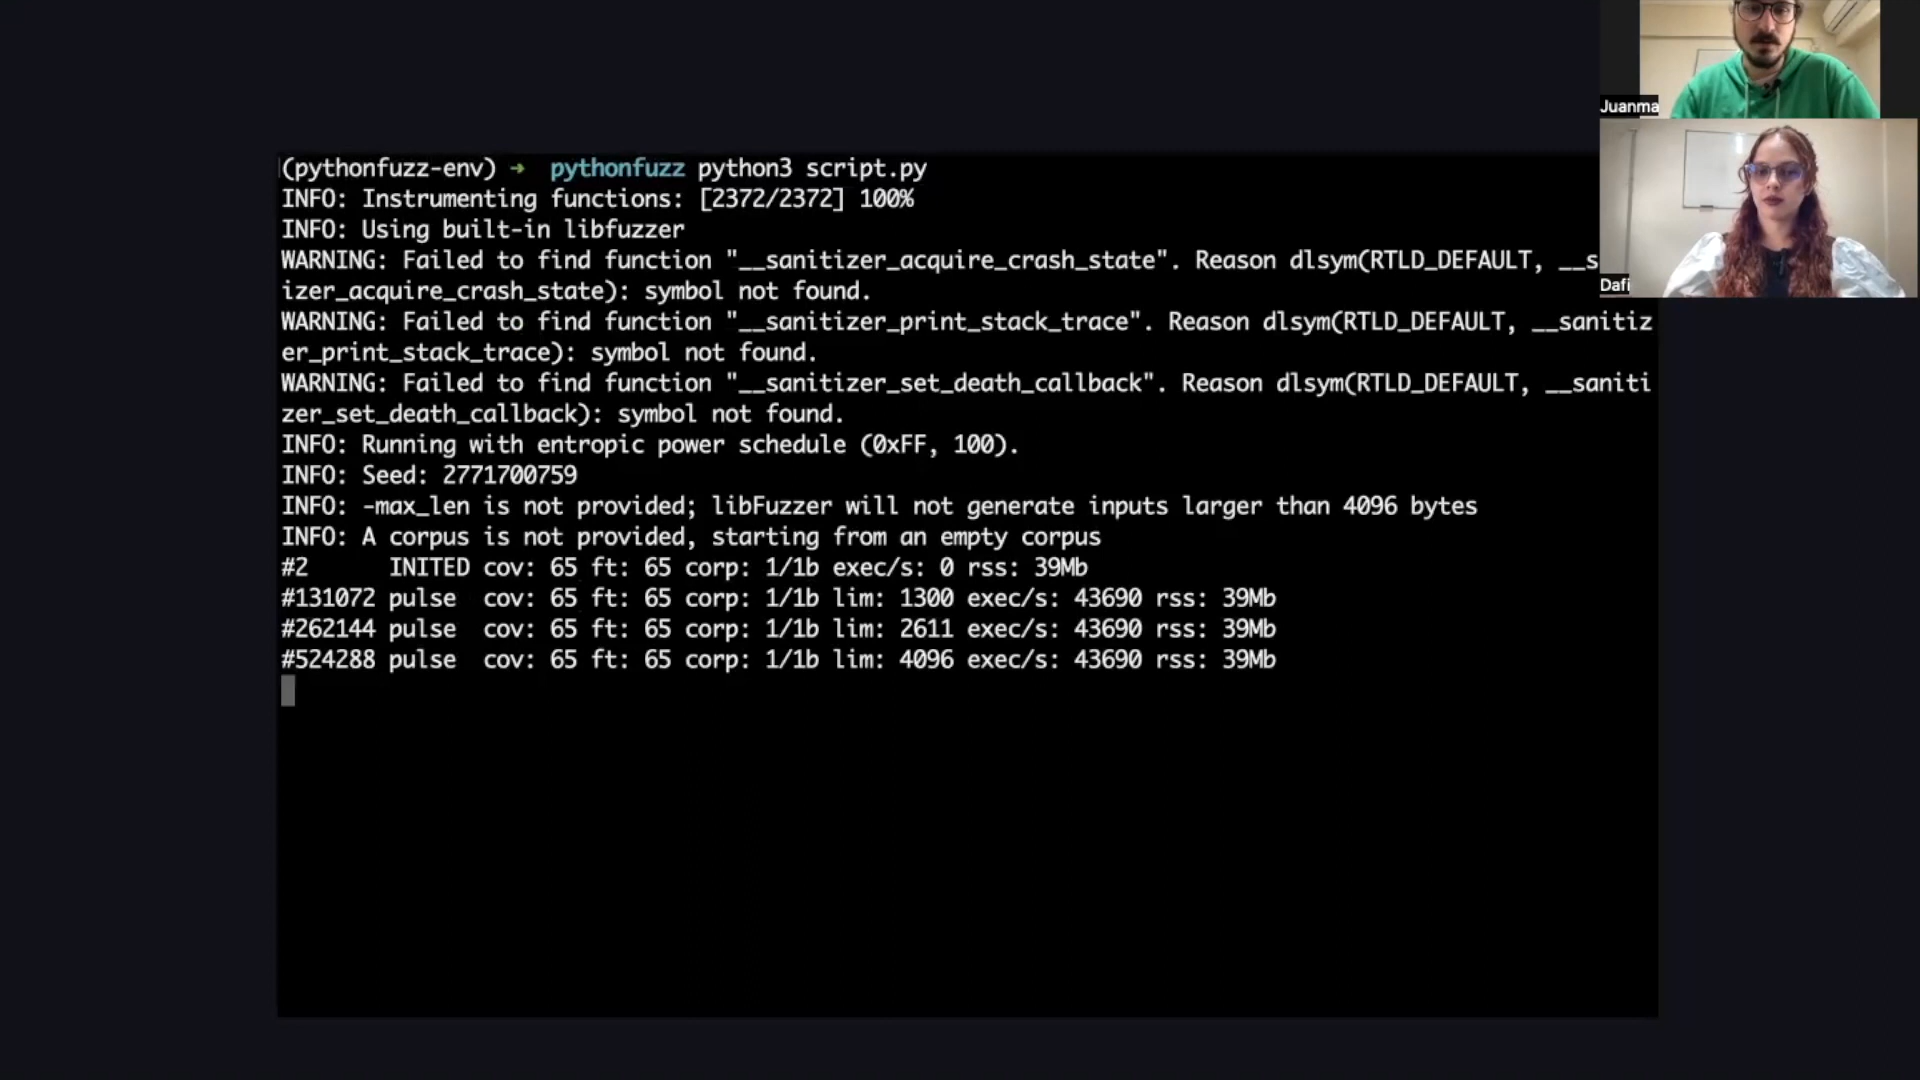 (pythonfuzz-env) → pythonfuzz python3 script.py
INFO: Instrumenting functions: [2372/2372] 100%
INFO: Using built-in libfuzzer
WARNING: Failed to find function "__sanitizer_acquire_crash_state". Reason dlsym(RTLD_DEFAULT, __s
izer_acquire_crash_state): symbol not found.
WARNING: Failed to find function "__sanitizer_print_stack_trace". Reason dlsym(RTLD_DEFAULT, __sanitiz
er_print_stack_trace): symbol not found.
WARNING: Failed to find function "__sanitizer_set_death_callback". Reason dlsym(RTLD_DEFAULT, __saniti
zer_set_death_callback): symbol not found.
INFO: Running with entropic power schedule (0xFF, 100).
INFO: Seed: 2771700759
INFO: -max_len is not provided; libFuzzer will not generate inputs larger than 4096 bytes
INFO: A corpus is not provided, starting from an empty corpus
#2 INITED cov: 65 ft: 65 corp: 1/1b exec/s: 0 rss: 39Mb
#131072 pulse cov: 65 ft: 65 corp: 1/1b lim: 1300 exec/s: 43690 rss: 39Mb
#262144 pulse cov: 65 ft: 65 corp: 1/1b lim: 2611 exec/s: 43690 rss: 39Mb
#524288 pulse cov: 65 ft: 65 corp: 1/1b lim: 4096 exec/s: 43690 rss: 39Mb
Juanma
Dafi